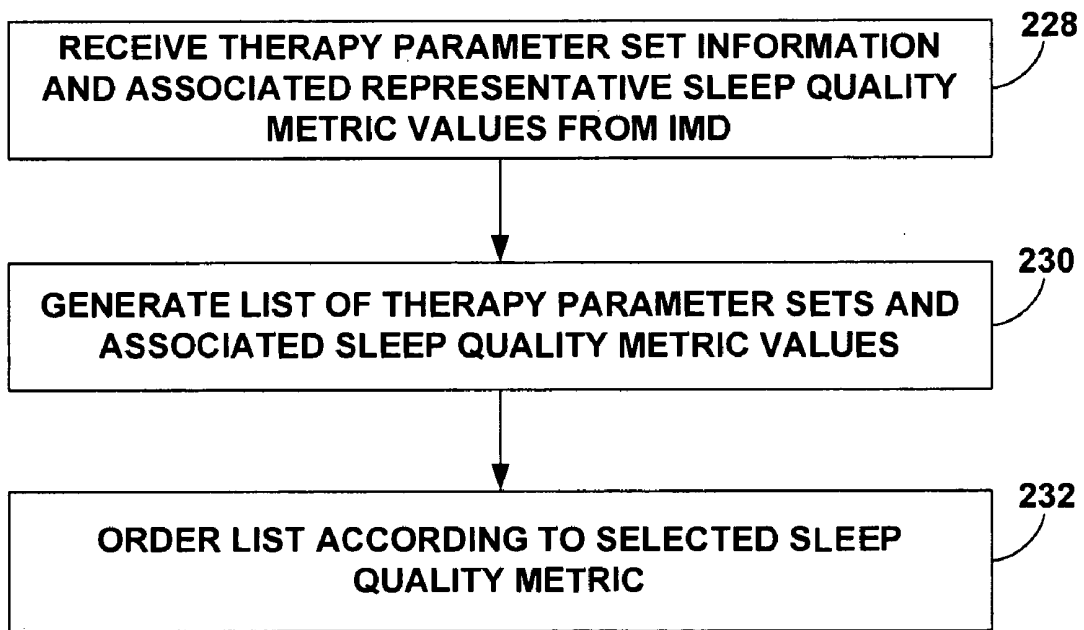 228
RECEIVE THERAPY PARAMETER SET INFORMATION
AND ASSOCIATED REPRESENTATIVE SLEEP QUALITY
METRIC VALUES FROM IMD
230
GENERATE LIST OF THERAPY PARAMETER SETS AND
ASSOCIATED SLEEP QUALITY METRIC VALUES
232
ORDER LIST ACCORDING TO SELECTED SLEEP
QUALITY METRIC